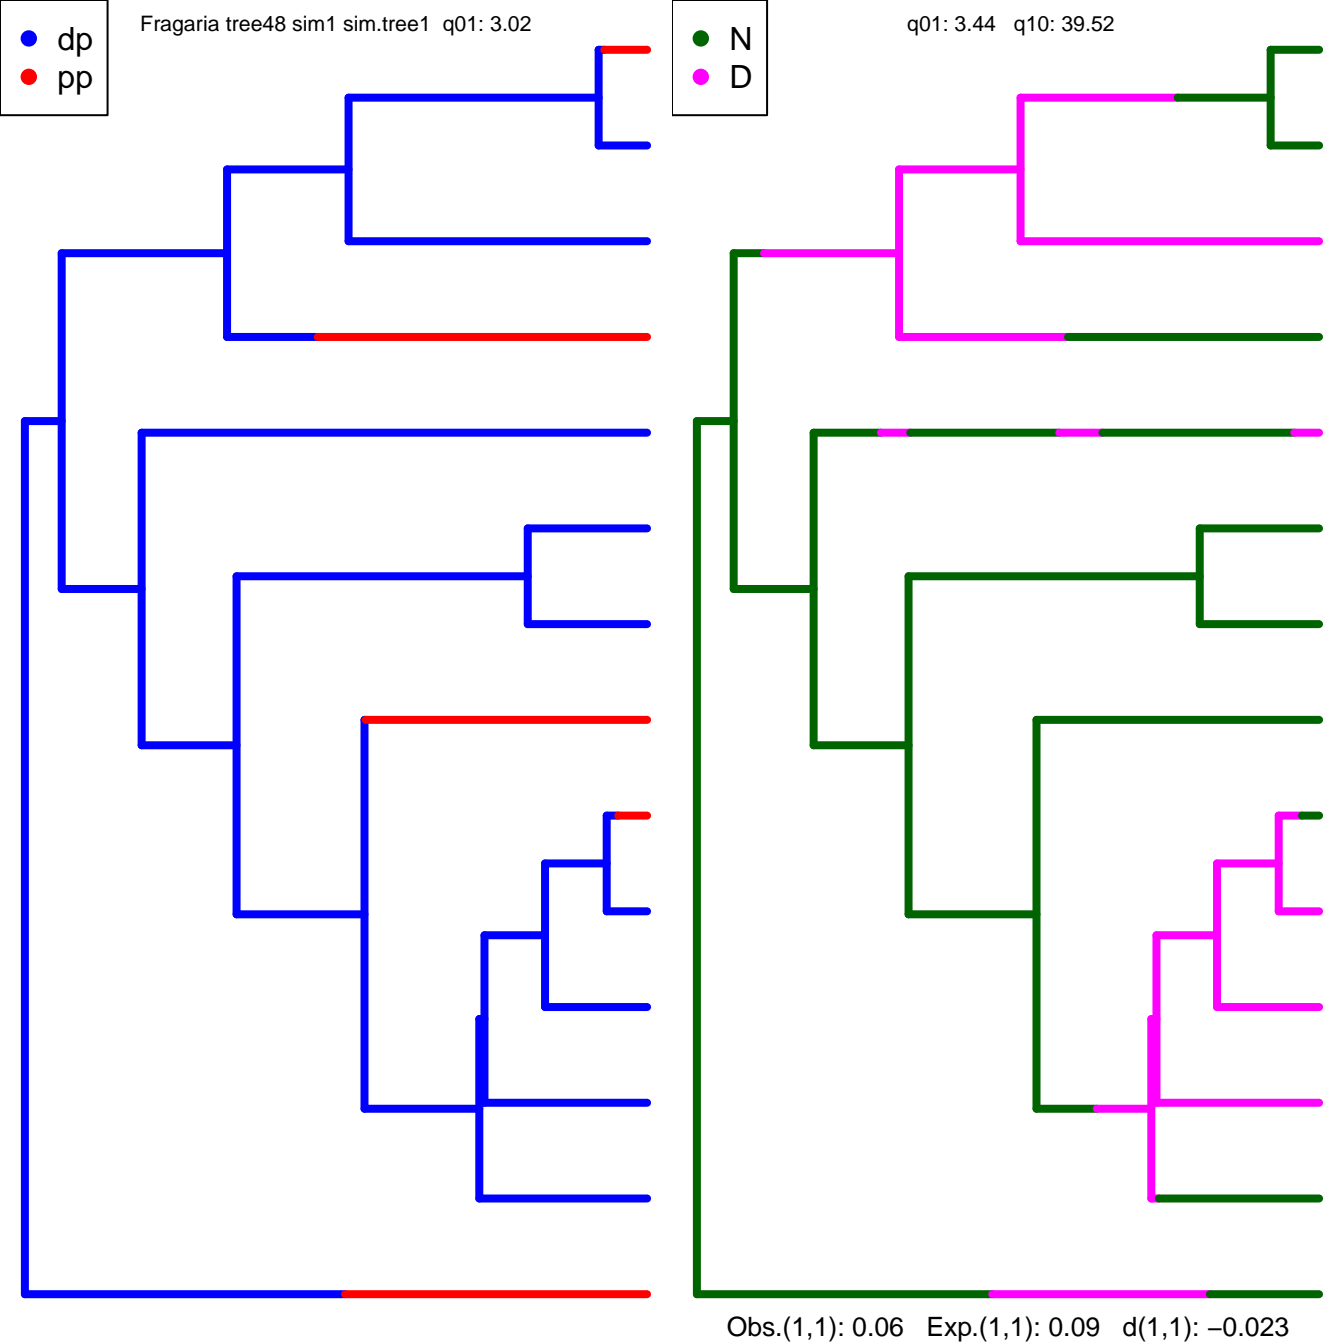 Fragaria tree48 sim1 sim.tree1  q01: 3.02
dp
pp
q01: 3.44   q10: 39.52
N
D
Obs.(1,1): 0.06   Exp.(1,1): 0.09   d(1,1): −0.023